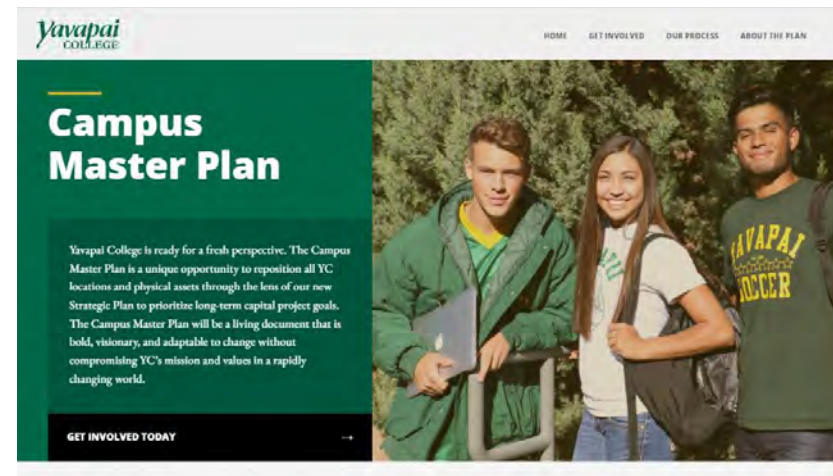 Yavapai
COLLEGE
HOME GET INVOLVED OUR PROCESS ABOUT THE PLAN
Campus
Master Plan
Yavapai College is ready for a fresh perspective. The Campus
Master Plan is a unique opportunity to reposition all YC
locations and physical assets through the lens of our new
Strategic Plan to prioritize long-term capital project goals.
The Campus Master Plan will be a living document that is
bold, visionary, and adaptable to change without
compromising YC's mission and values in a rapidly
changing world.
GET INVOLVED TODAY →
YAVAPAI
SOCCER